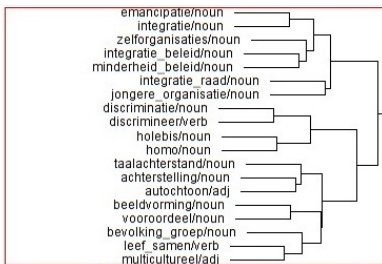 emancipatie/noun
integratie/noun
zelforganisaties/noun
integratie_beleid/noun
minderheid_beleid/noun
integratie_raad/noun
jongere_organisatie/noun
discriminatie/noun
discrimineer/verb
holebis/noun
homo/noun
taalachterstand/noun
achterstelling/noun
autochtoon/adj
beeldvorming/noun
vooroordeel/noun
bevolking_groep/noun
leef_samen/verb
multicultureel/adj